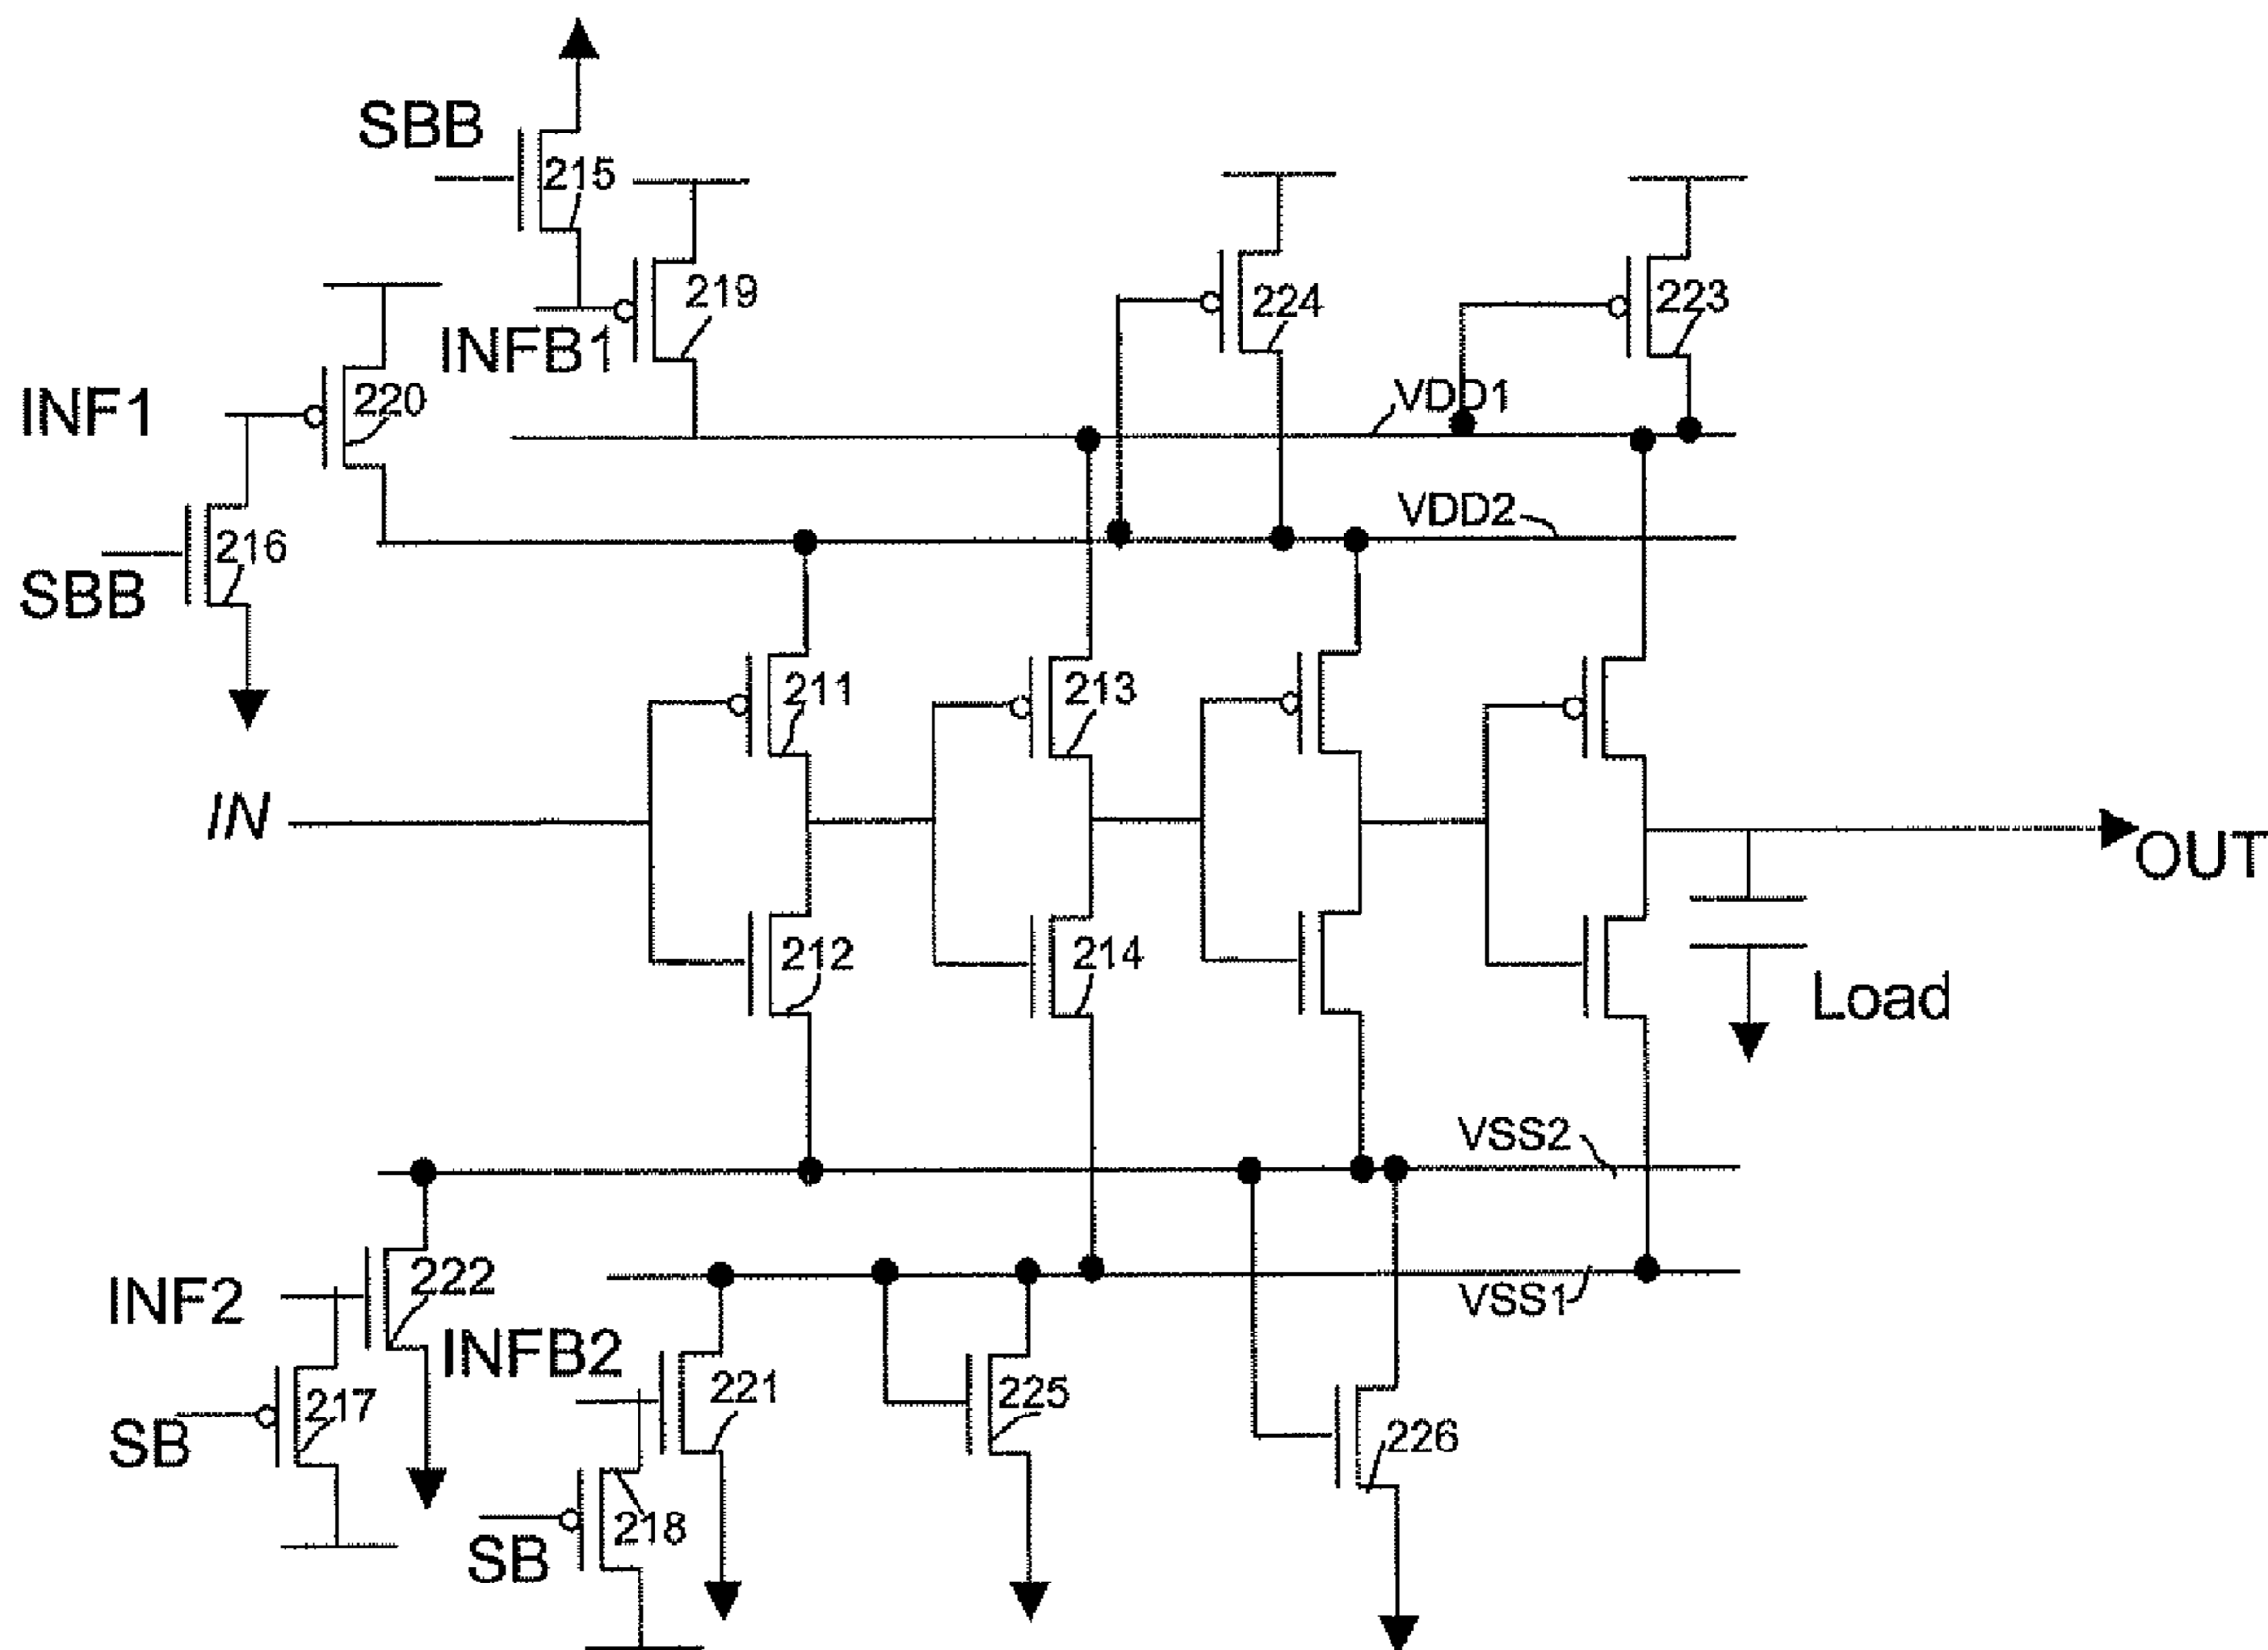 SBB
215
219
224
223
INFB1
INF1
220
VDD1
VDD2
216
SBB
211
213
IN
OUT
212
214
Load
VSS2
INF2
222
VSS1
INFB2
217
221
225
SB
226
218
SB